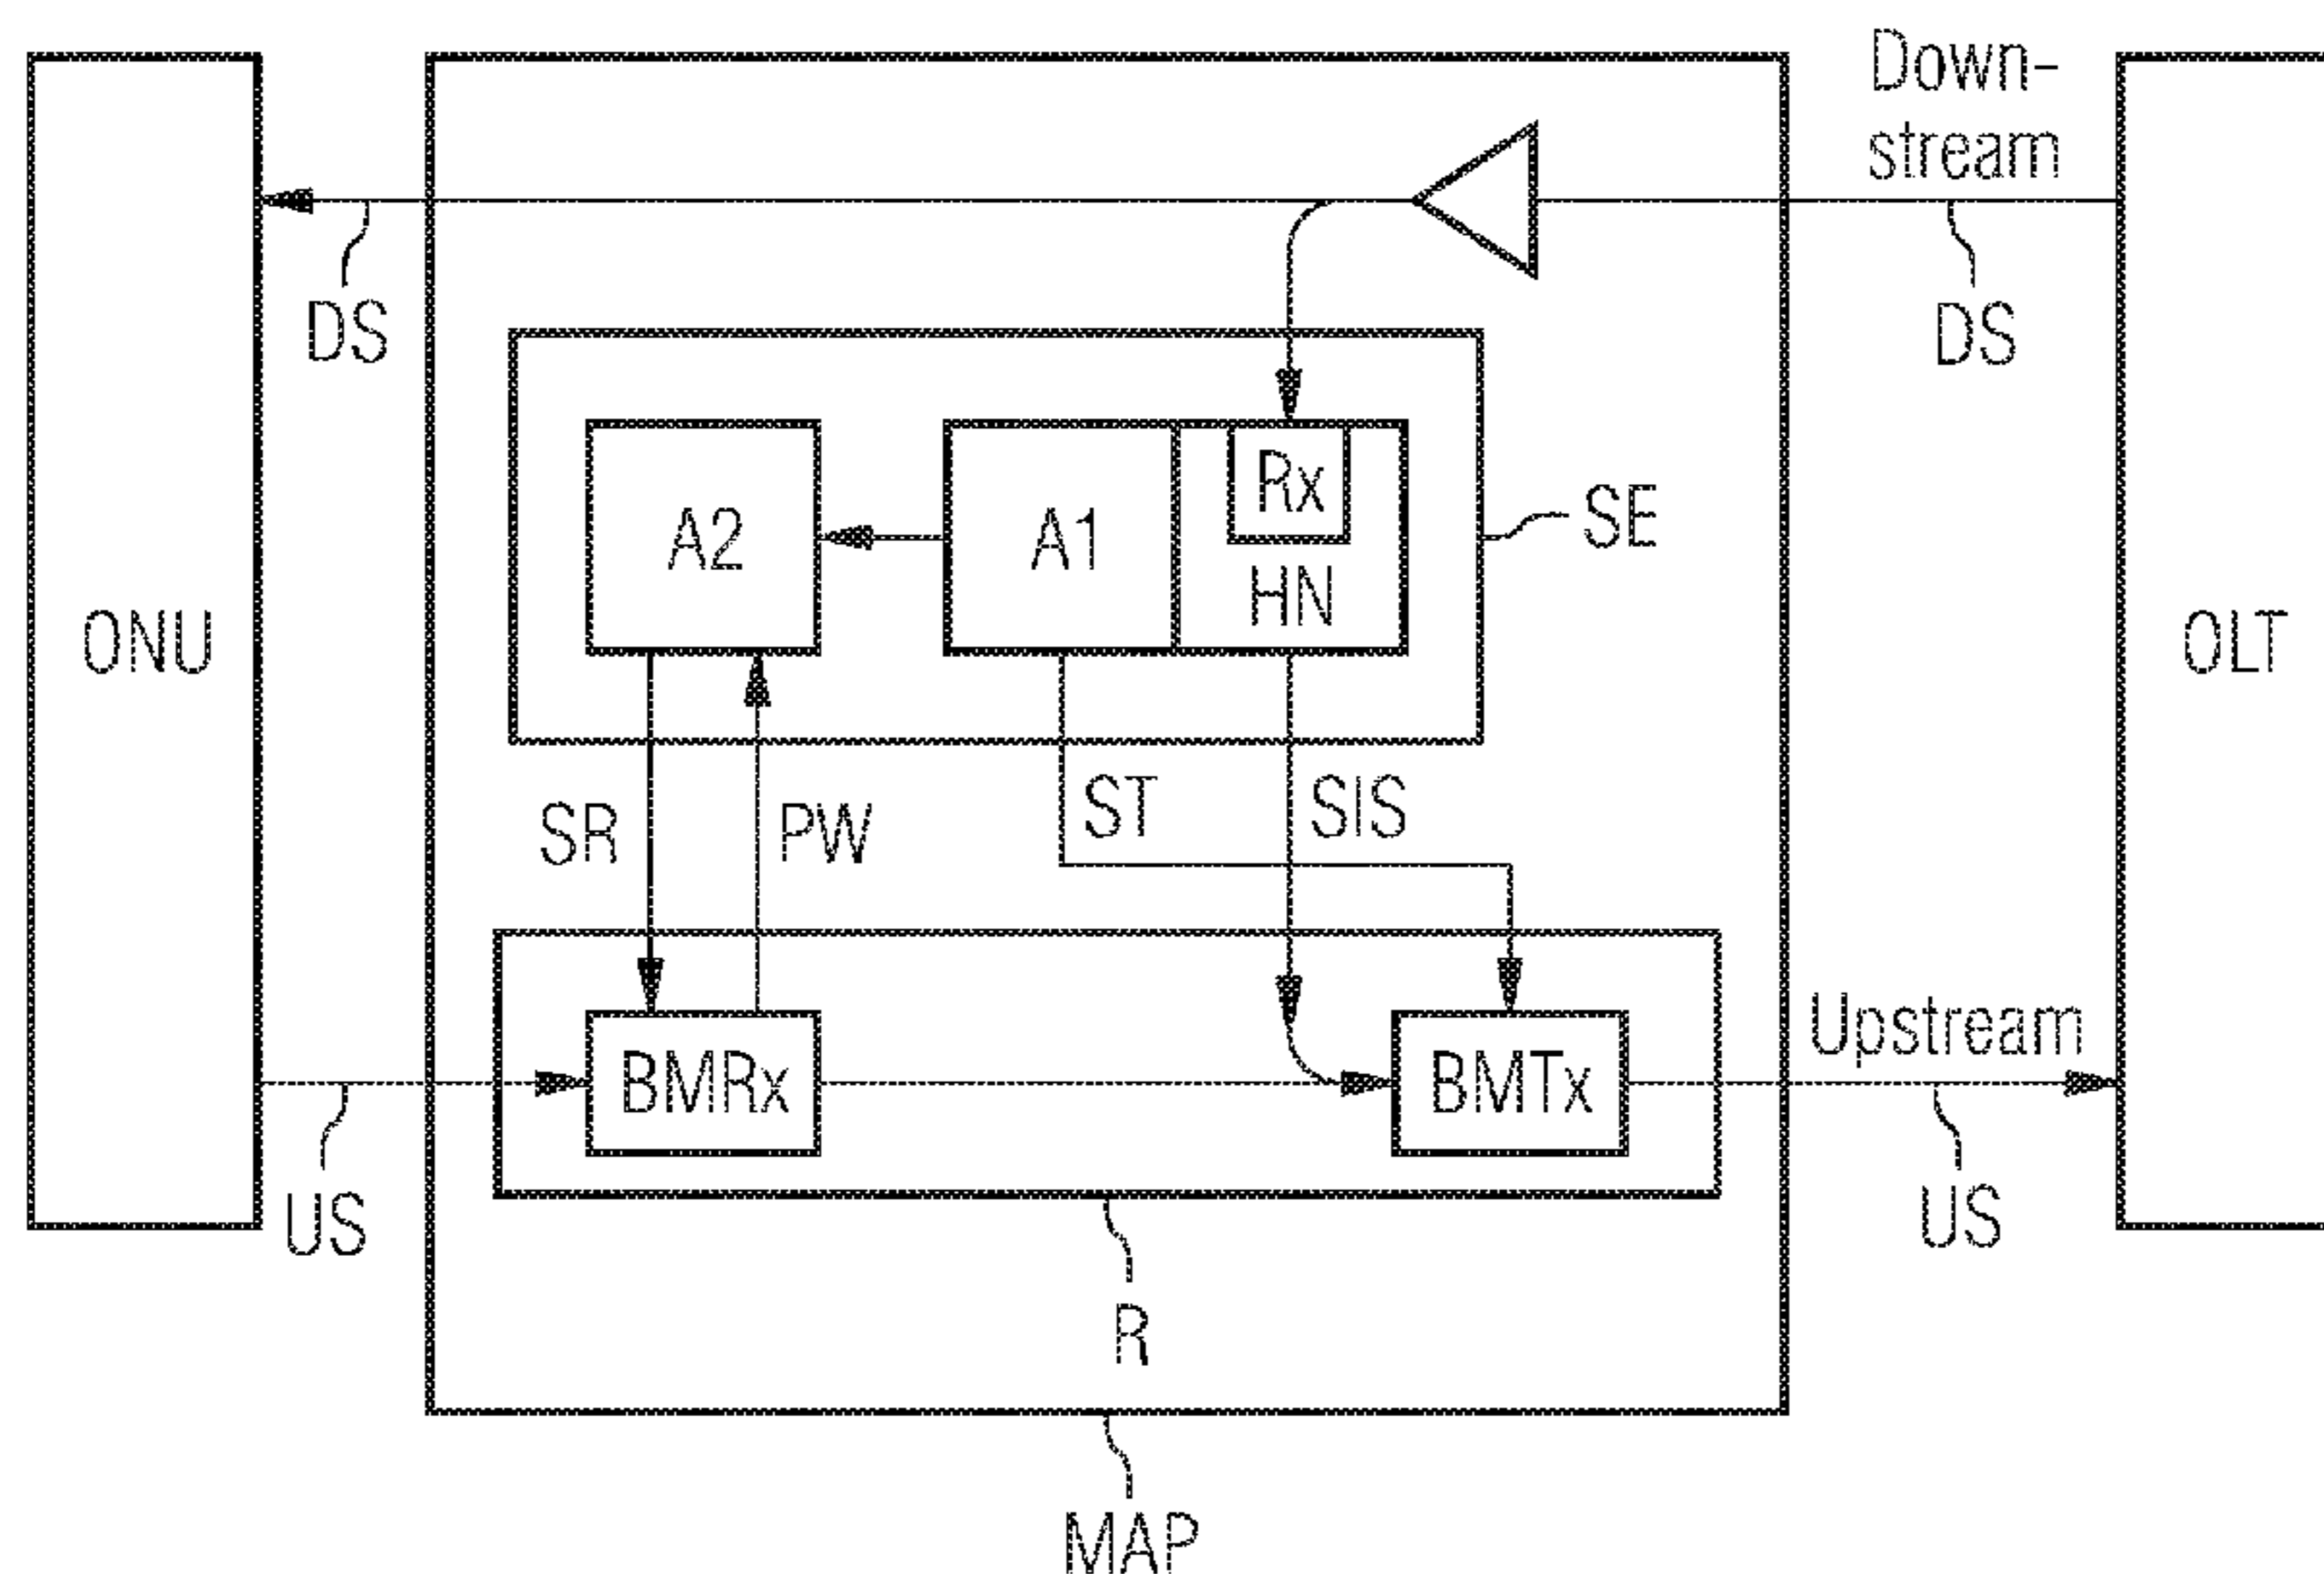 Down-
stream
DS
DS
Rx
A2
A1
SE
HN
ONU
OLT
SR
PW
ST
SIS
Upstream
BMRx
BMTx
US
US
R
MAP